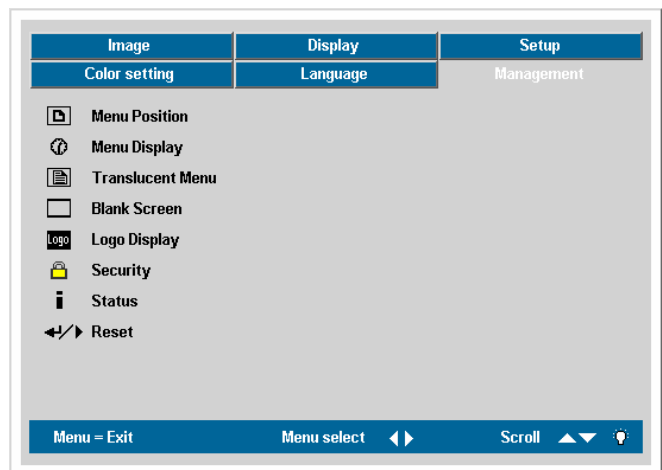 Image Display Setup
Color setting Language Management
Menu Position
Menu Display
Translucent Menu
Blank Screen
Logo Logo Display
Security
i Status
Reset
Menu = Exit Menu select Scroll